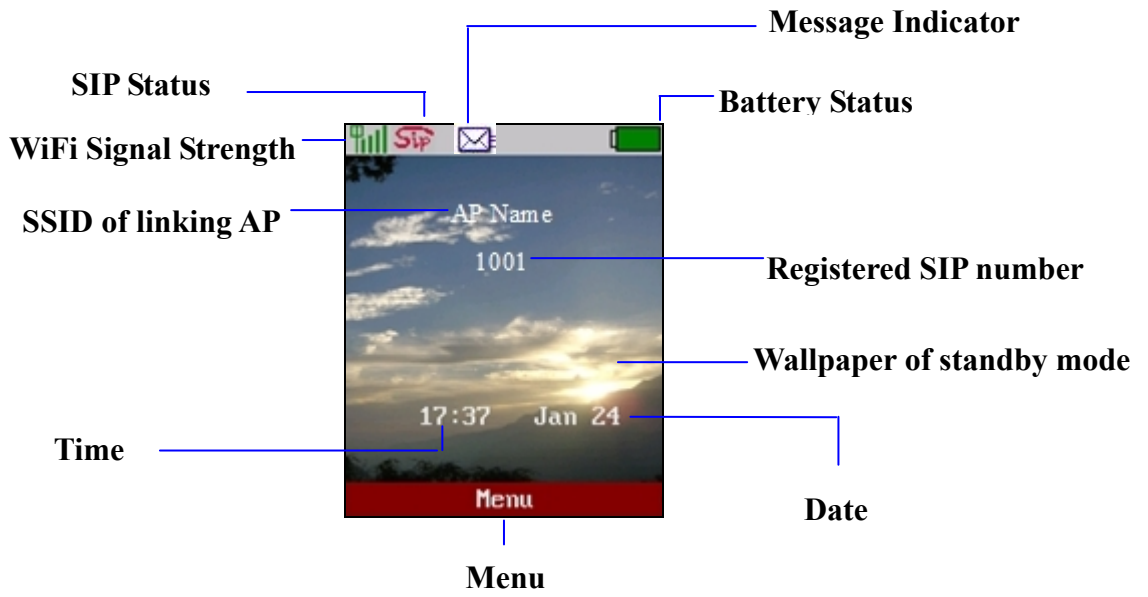 Message Indicator
SIP Status
Battery Status
WiFi Signal Strength
Sip
SSID of linking AP
AP Name
1001
Registered SIP number
Wallpaper of standby mode
17:37 Jan 24
Time
Menu
Date
Menu